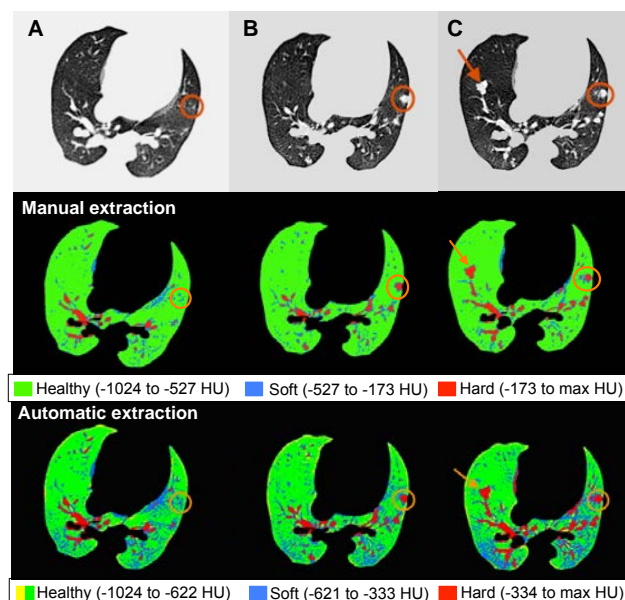 A B C
Manual extraction
Healthy (-1024 to -527 HU) Soft (-527 to -173 HU) Hard (-173 to max HU)
Automatic extraction
Healthy (-1024 to -622 HU) Soft (-621 to -333 HU) Hard (-334 to max HU)